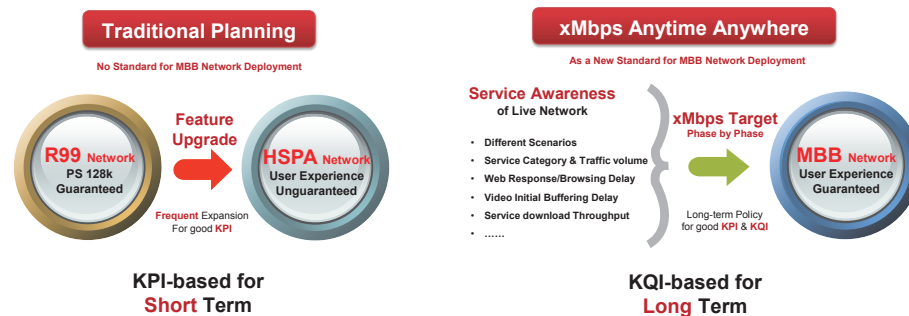 Traditional Planning
No Standard for MBB Network Deployment
R99 Network
PS 128k
Guaranteed
Feature
Upgrade
Frequent Expansion
For good KPI
HSPA Network
User Experience
Unguaranteed
KPI-based for
Short Term
xMbps Anytime Anywhere
As a New Standard for MBB Network Deployment
Service Awareness
of Live Network
• Different Scenarios
• Service Category & Traffic volume
• Web Response/Browsing Delay
• Video Initial Buffering Delay
• Service download Throughput
• ......
xMbps Target
Phase by Phase
Long-term Policy
for good KPI & KQI
MBB Network
User Experience
Guaranteed
KQI-based for
Long Term